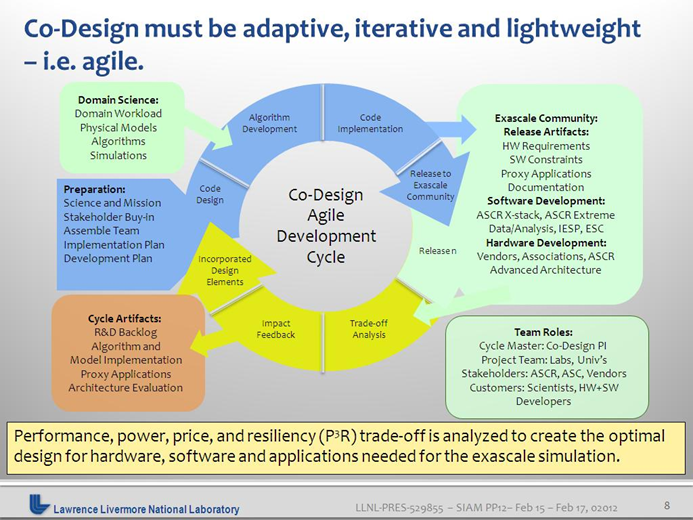 Co-Design must be adaptive, iterative and lightweight
– i.e. agile.
Domain Science:
Domain Workload
Physical Models
Algorithms
Simulations
Preparation:
Science and Mission
Stakeholder Buy-in
Assemble Team
Implementation Plan
Development Plan
Cycle Artifacts:
R&D Backlog
Algorithm and
Model Implementation
Proxy Applications
Architecture Evaluation
Algorithm
Development
Code
Implementation
Code
Design
Release to
Exascale
Community
Release n
Incorporated
Design
Elements
Impact
Feedback
Trade-off
Analysis
Co-Design
Agile
Development
Cycle
Exascale Community:
Release Artifacts:
HW Requirements
SW Constraints
Proxy Applications
Documentation
Software Development:
ASCR X-stack, ASCR Extreme
Data/Analysis, IESP, ESC
Hardware Development:
Vendors, Associations, ASCR
Advanced Architecture
Team Roles:
Cycle Master: Co-Design PI
Project Team: Labs, Univ's
Stakeholders: ASCR, ASC, Vendors
Customers: Scientists, HW+SW
Developers
Performance, power, price, and resiliency (P³R) trade-off is analyzed to create the optimal
design for hardware, software and applications needed for the exascale simulation.
Lawrence Livermore National Laboratory
LLNL-PRES-529855 – SIAM PP12– Feb 15 – Feb 17, 02012
8